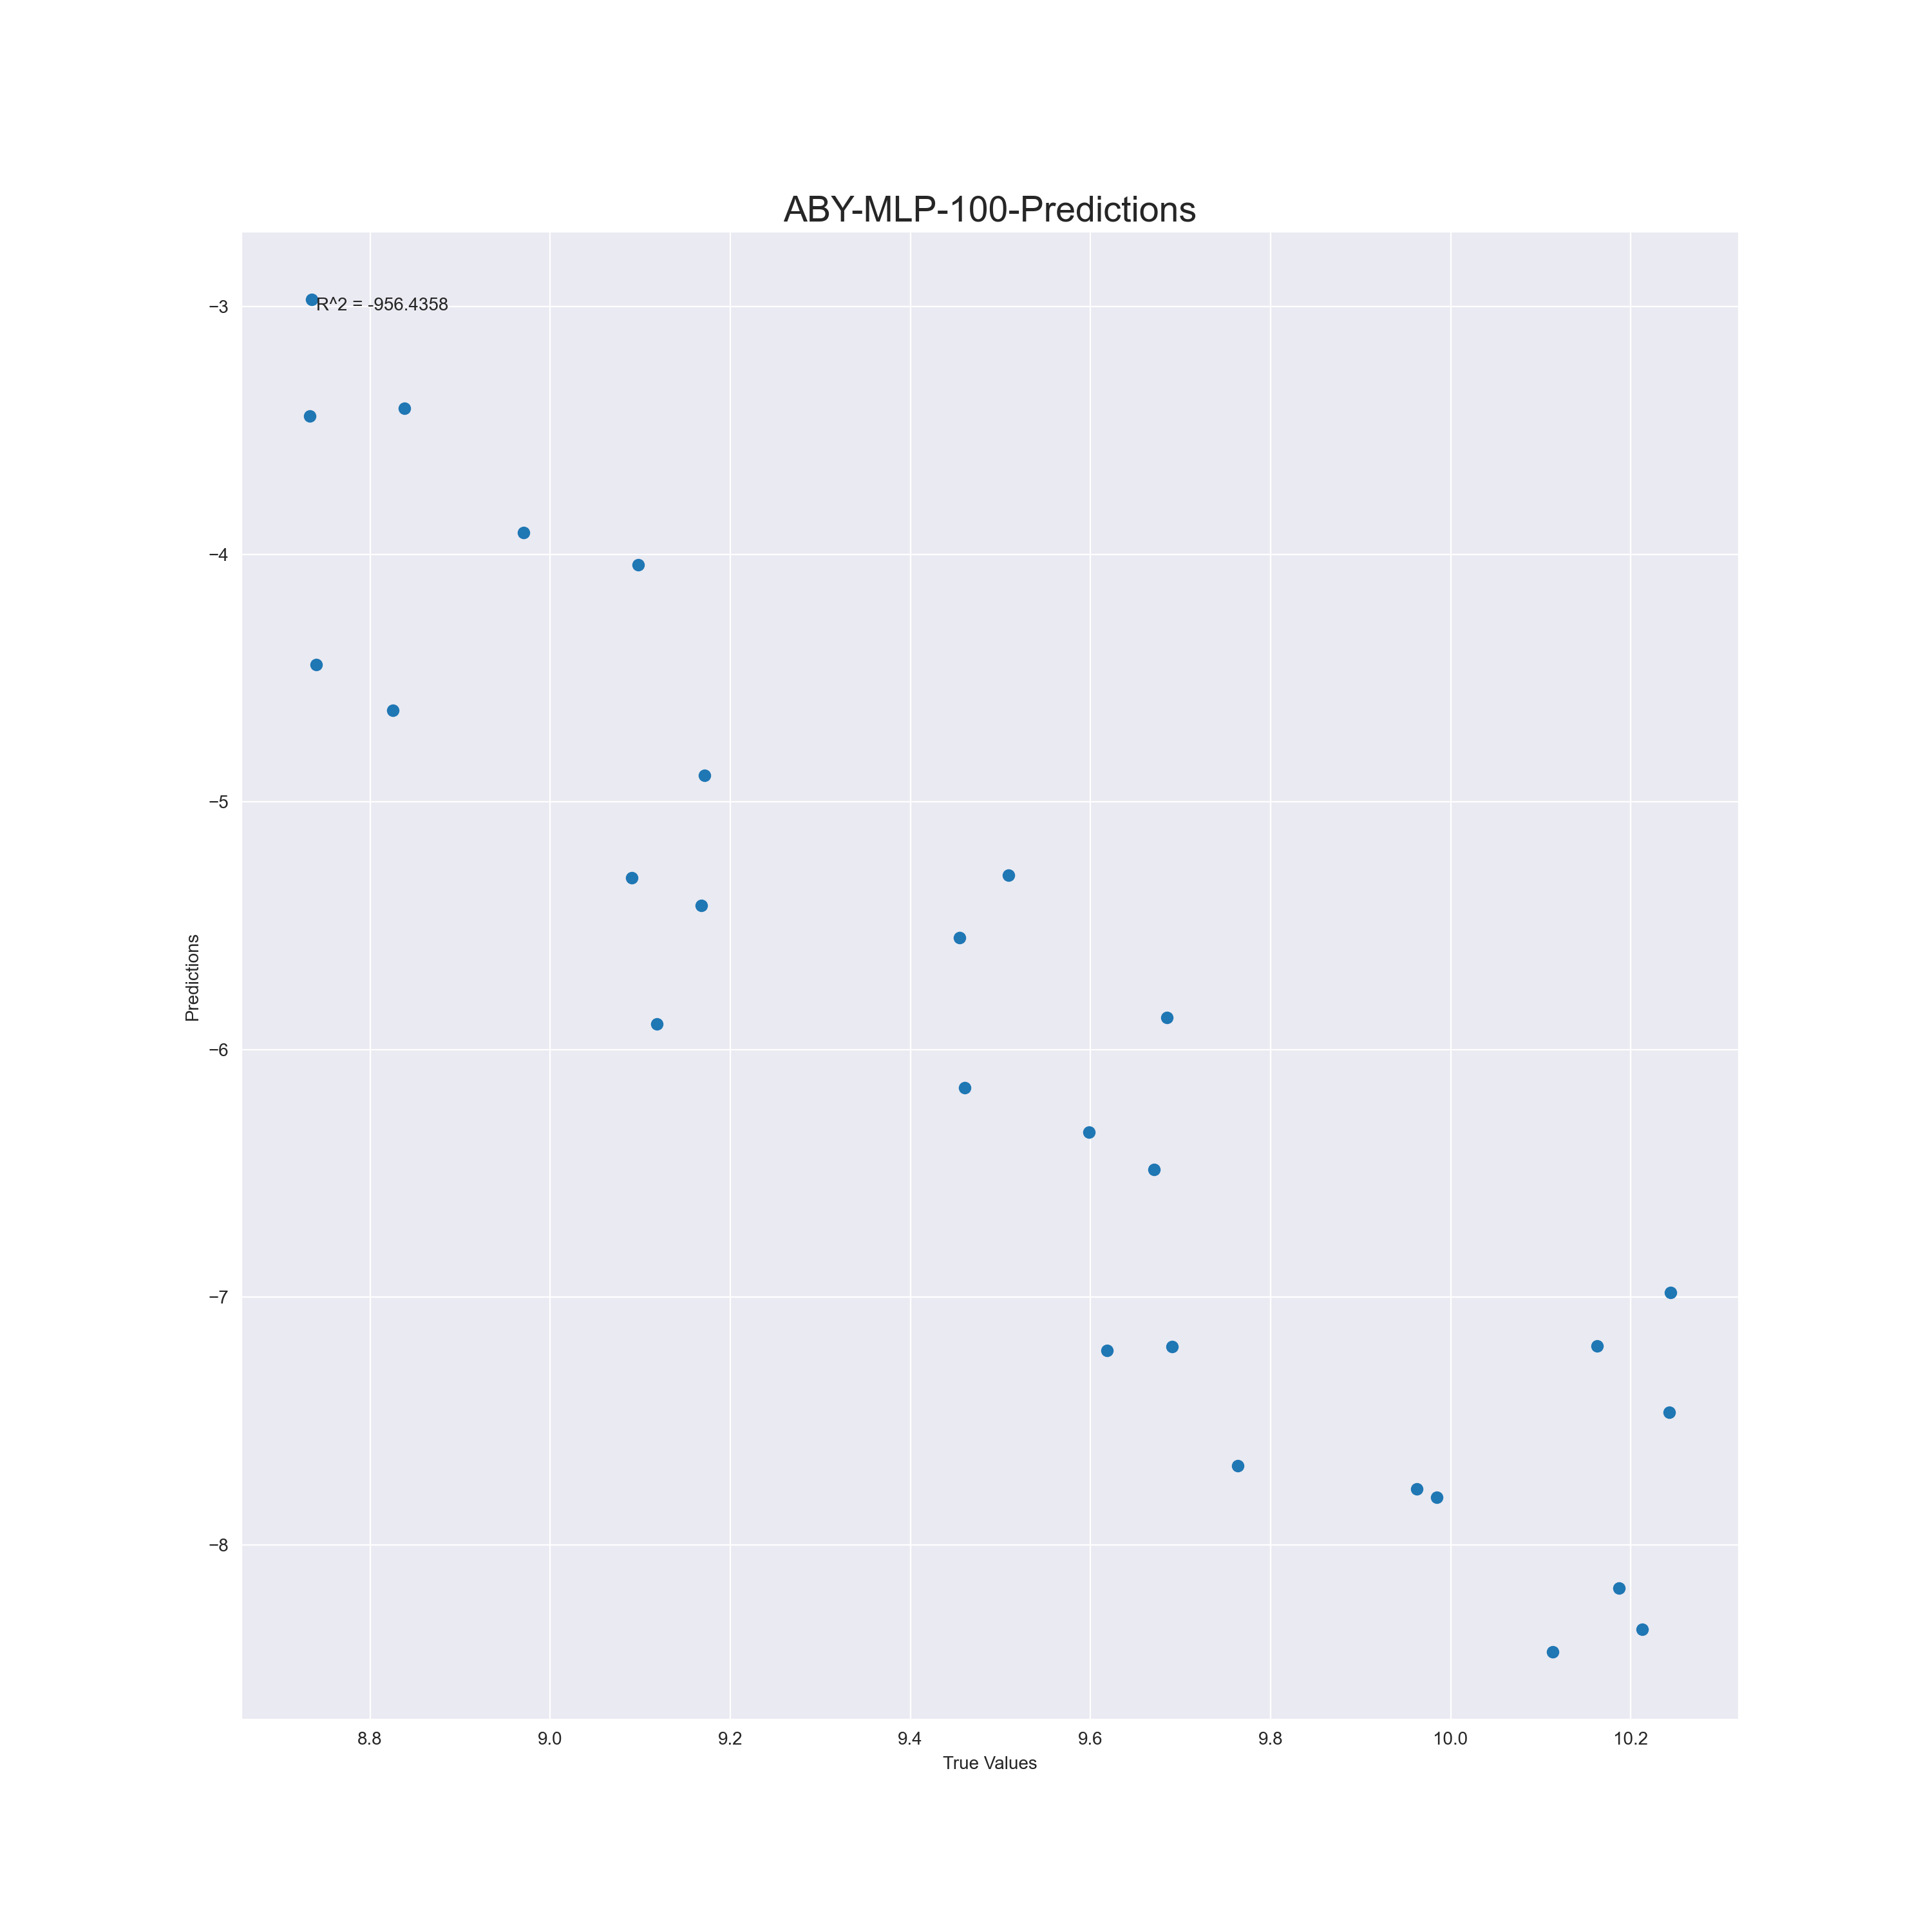 ABY-MLP-100-Predictions
R^2 = -956.4358
−3
−4
−5
−6
−7
−8
Predictions
8.8 9.0 9.2 9.4 9.6 9.8 10.0 10.2
True Values